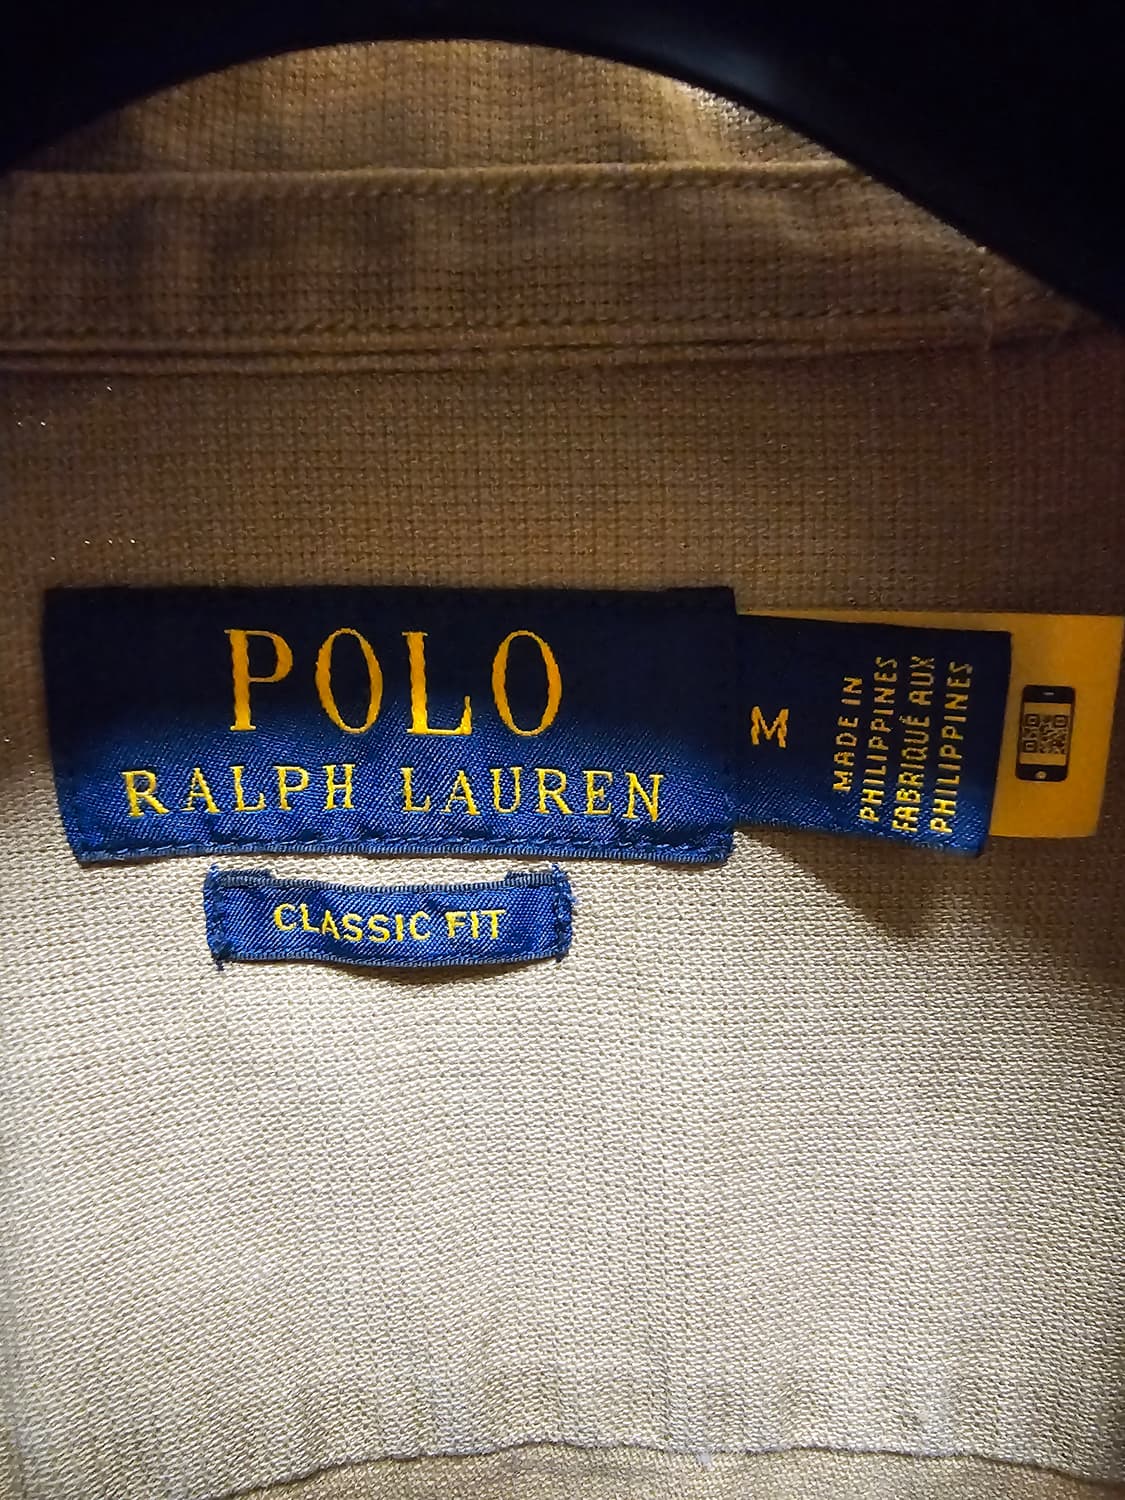 POLO
RALPH LAUREN
CLASSIC FIT
M
MADE IN
PHILIPPINES
FABRIQUÉ AUX
PHILIPPINES